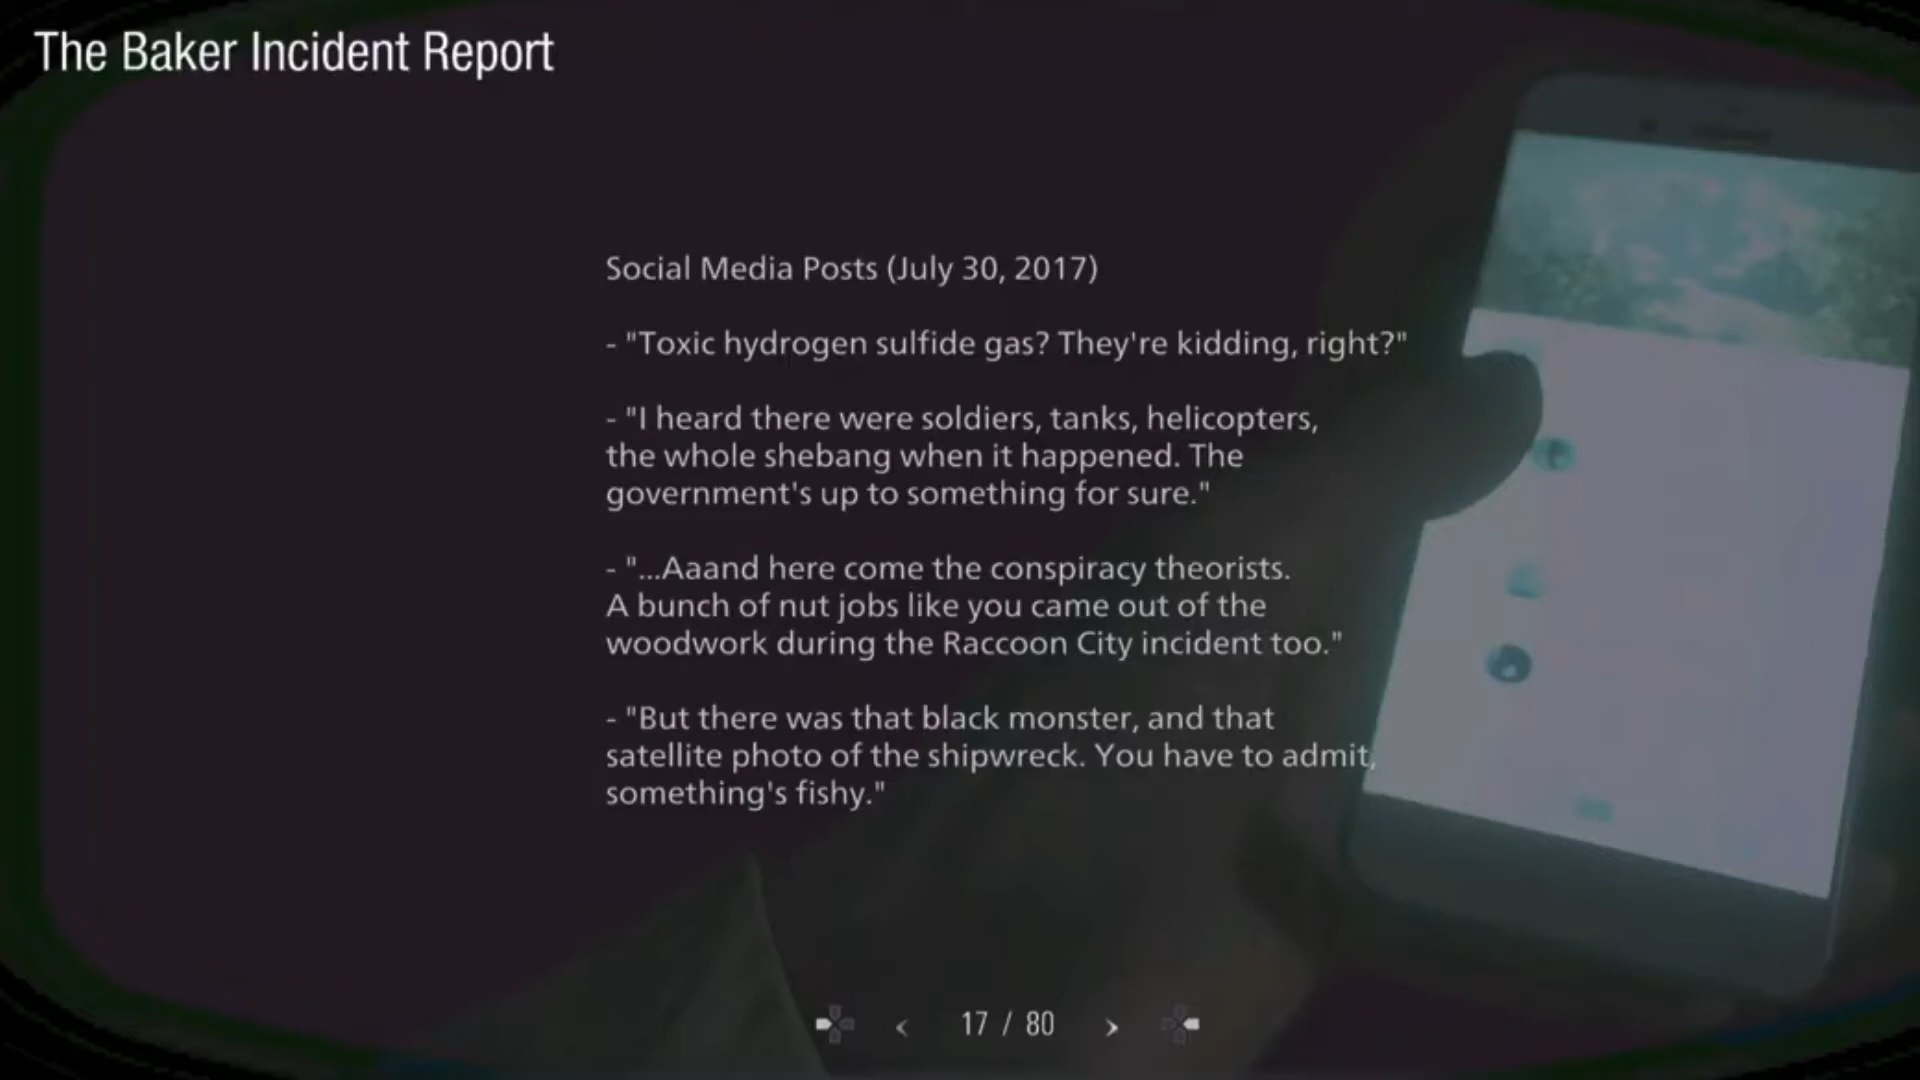 The Baker Incident Report
Social Media Posts (July 30, 2017)
- "Toxic hydrogen sulfide gas? They're kidding, right?"
- "I heard there were soldiers, tanks, helicopters,
the whole shebang when it happened. The
government's up to something for sure."
- "...Aaand here come the conspiracy theorists.
A bunch of nut jobs like you came out of the
woodwork during the Raccoon City incident too."
- "But there was that black monster, and that
satellite photo of the shipwreck. You have to admit,
something's fishy."
17 / 80